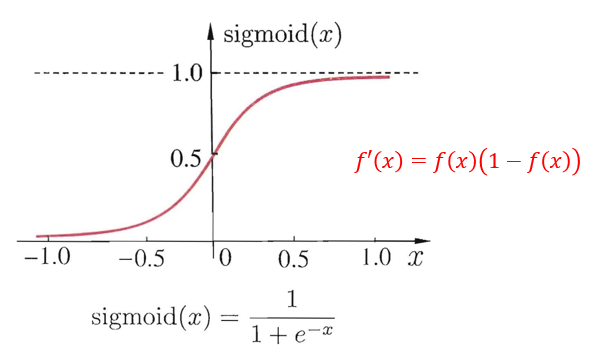 sigmoid(x)
1.0
0.5
f′(x) = f(x)(1 − f(x))
−1.0 −0.5 0 0.5 1.0 x
sigmoid(x) = 1 / (1 + e^{−x})